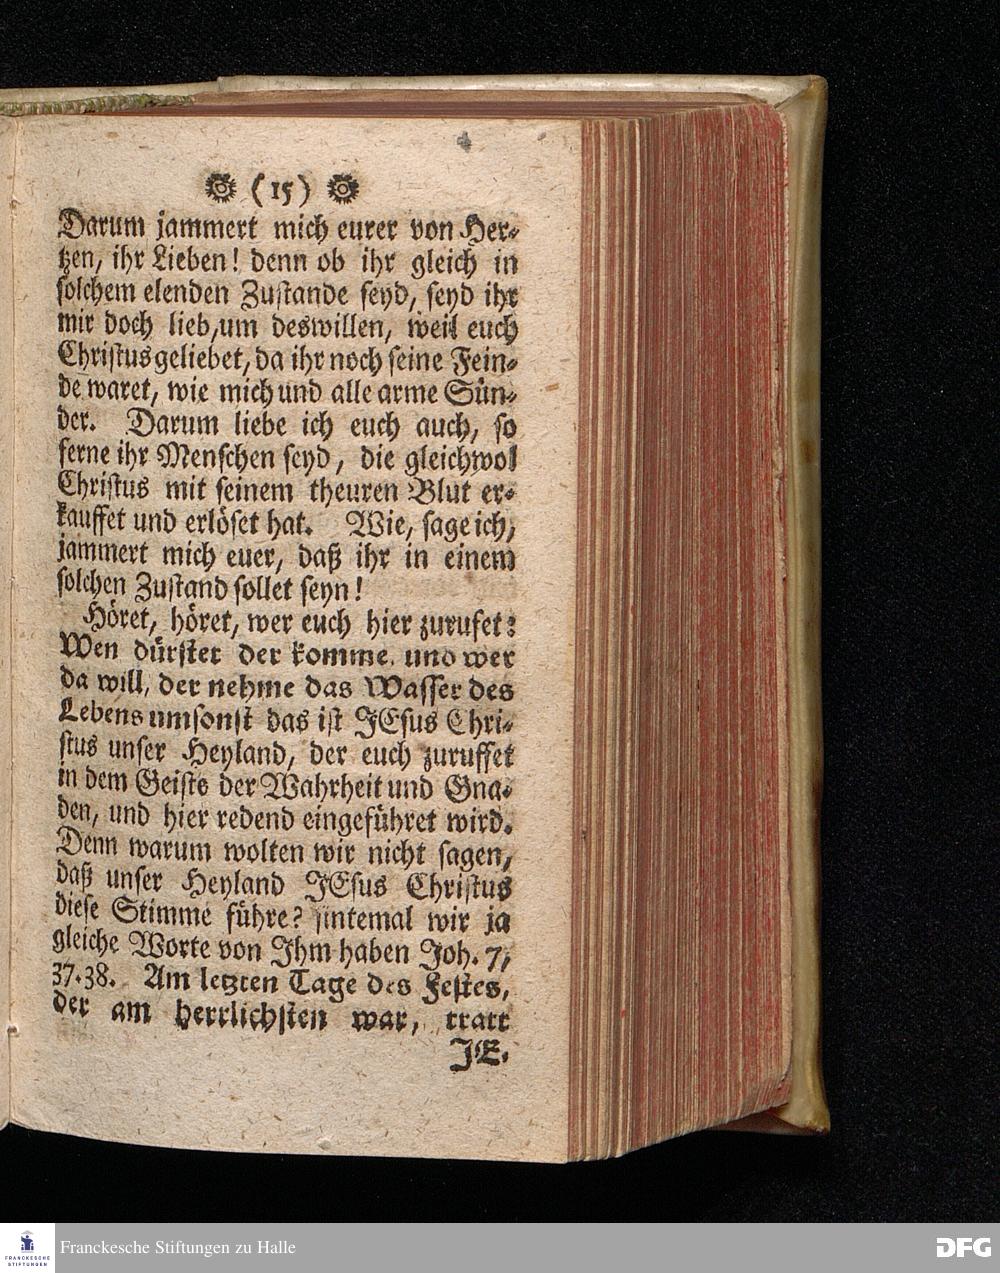 (15)
Darum jammert mich eurer von Her-
tzen, ihr Lieben! denn ob ihr gleich in
solchem elenden Zustande seyd, seyd ihr
mir doch lieb, um deswillen, weil euch
Christus geliebet, da ihr noch seine Fein-
de waret, wie mich und alle arme Sün-
der. Darum liebe ich euch auch, so
ferne ihr Menschen seyd, die gleichwol
Christus mit seinem theuren Blut er-
kauffet und erlöset hat. Wie, sage ich,
jammert mich euer, daß ihr in einem
solchen Zustand sollet seyn!
Höret, höret, wer euch hier zurufet:
Wen dürstet der komme, und wer
da will, der nehme das Wasser des
Lebens umsonst das ist JEsus Chri-
stus unser Heyland, der euch zuruffet
in dem Geiste der Wahrheit und Gna-
den, und hier redend eingeführet wird.
Denn warum wolten wir nicht sagen,
daß unser Heyland JEsus Christus
diese Stimme führe? sintemal wir ja
gleiche Worte von Ihm haben Joh. 7,
37.38. Am letzten Tage des Festes,
der am herrlichsten war, tratt
JE-
FRANCKESCHE
STIFTUNGEN
Franckesche Stiftungen zu Halle
DFG